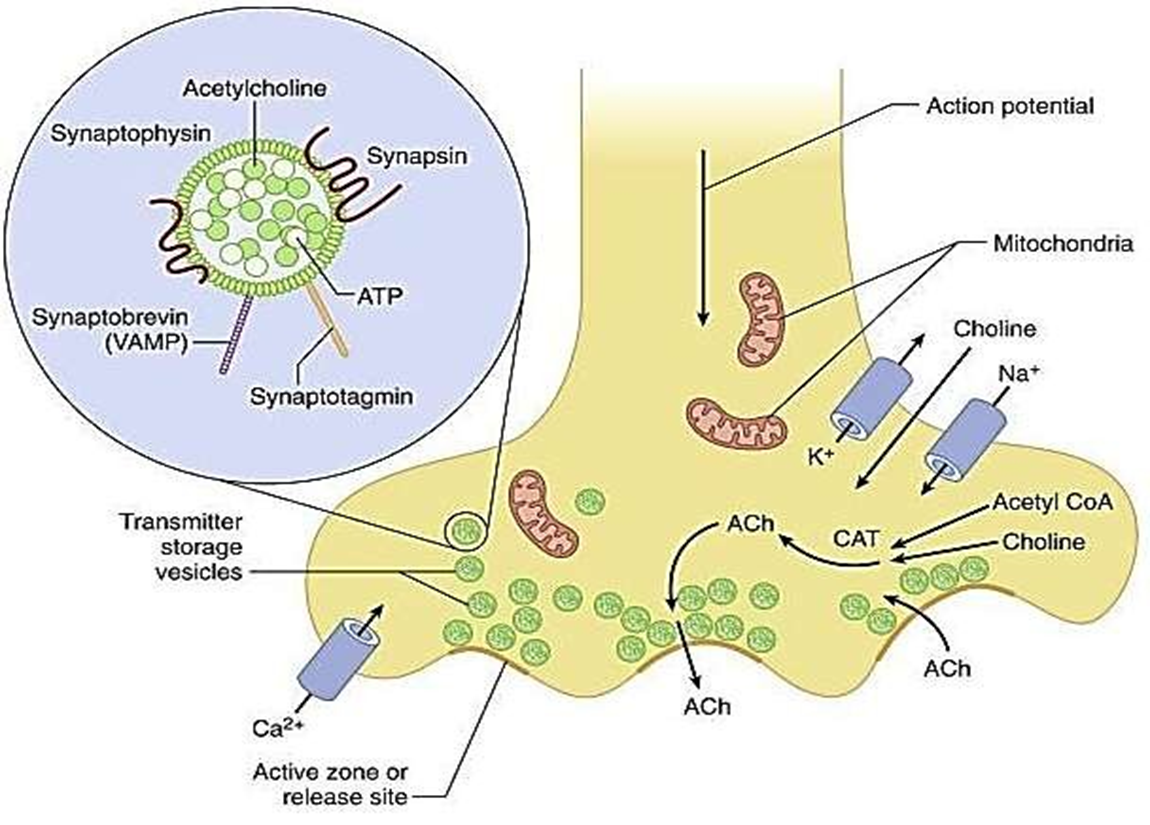 Acetylcholine
Synaptophysin
Synapsin
ATP
Synaptobrevin
(VAMP)
Synaptotagmin
Action potential
Mitochondria
Choline
Na⁺
K⁺
Transmitter
storage
vesicles
ACh
CAT
Acetyl CoA
Choline
ACh
ACh
Ca²⁺
Active zone or
release site